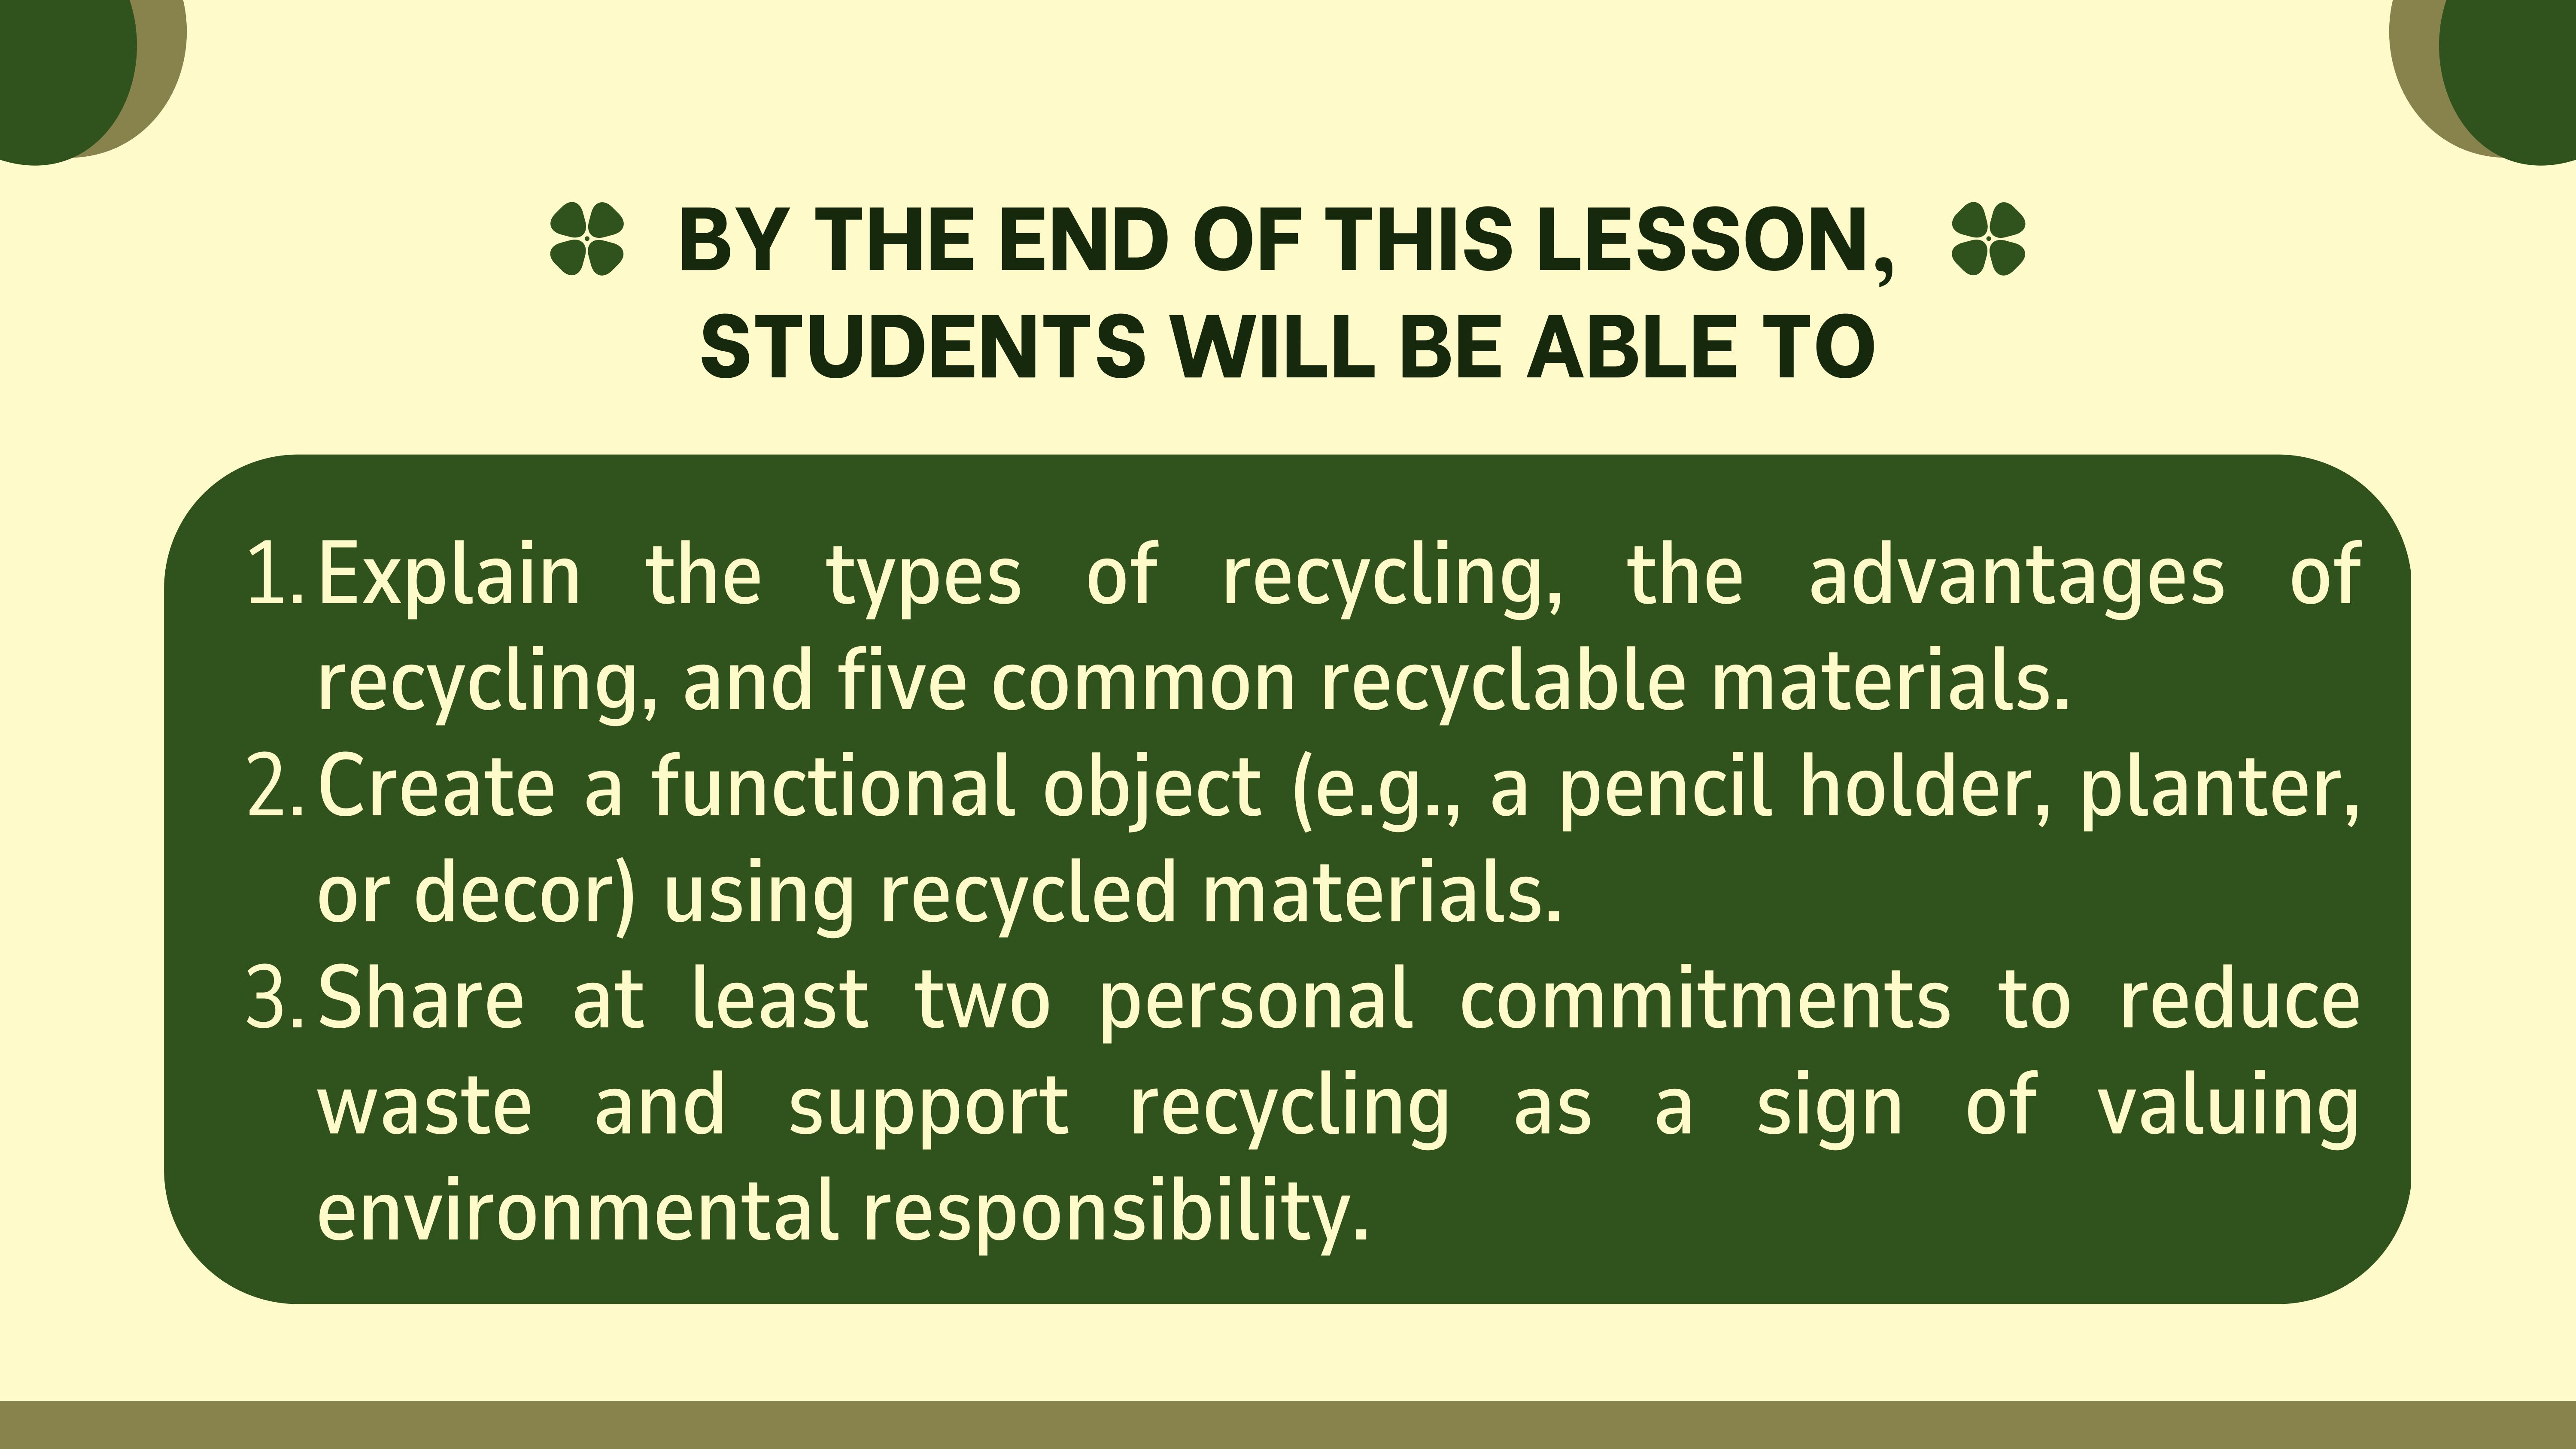 BY THE END OF THIS LESSON,
STUDENTS WILL BE ABLE TO
1. Explain the types of recycling, the advantages of
recycling, and five common recyclable materials.
2. Create a functional object (e.g., a pencil holder, planter,
or decor) using recycled materials.
3. Share at least two personal commitments to reduce
waste and support recycling as a sign of valuing
environmental responsibility.